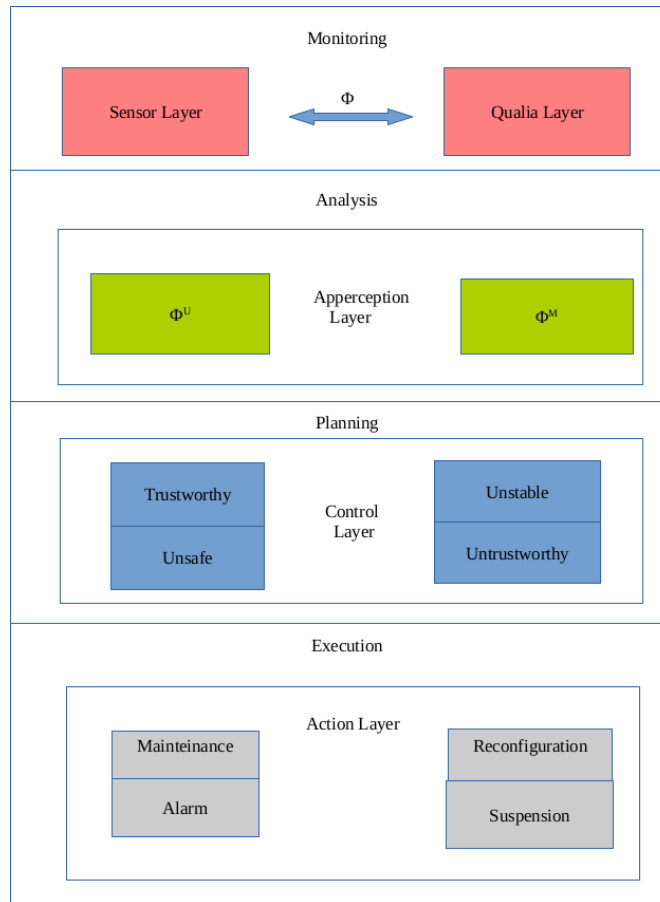 Monitoring
Sensor Layer
Φ
Qualia Layer
Analysis
Φᵁ
Apperception
Layer
Φᴹ
Planning
Trustworthy
Unsafe
Control
Layer
Unstable
Untrustworthy
Execution
Action Layer
Mainteinance
Alarm
Reconfiguration
Suspension